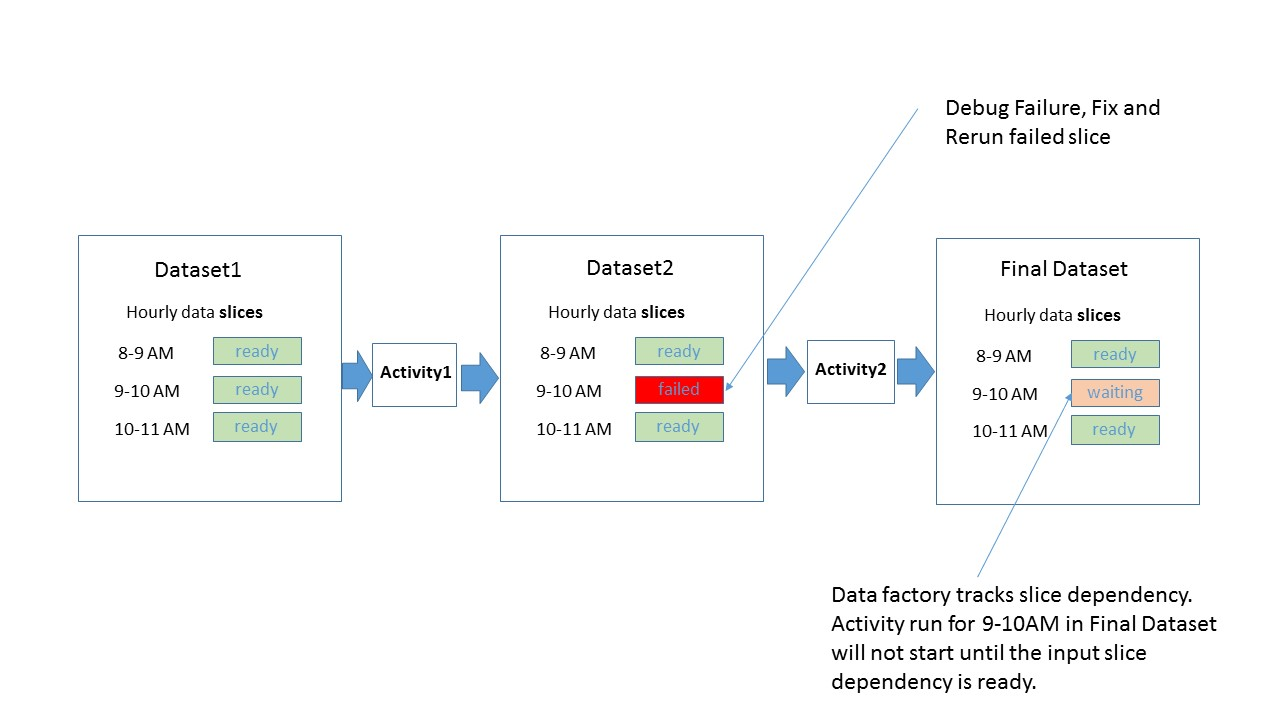 Debug Failure, Fix and
Rerun failed slice
Dataset1
Hourly data slices
8-9 AM ready
9-10 AM ready
10-11 AM ready
Activity1
Dataset2
Hourly data slices
8-9 AM ready
9-10 AM failed
10-11 AM ready
Activity2
Final Dataset
Hourly data slices
8-9 AM ready
9-10 AM waiting
10-11 AM ready
Data factory tracks slice dependency.
Activity run for 9-10AM in Final Dataset
will not start until the input slice
dependency is ready.